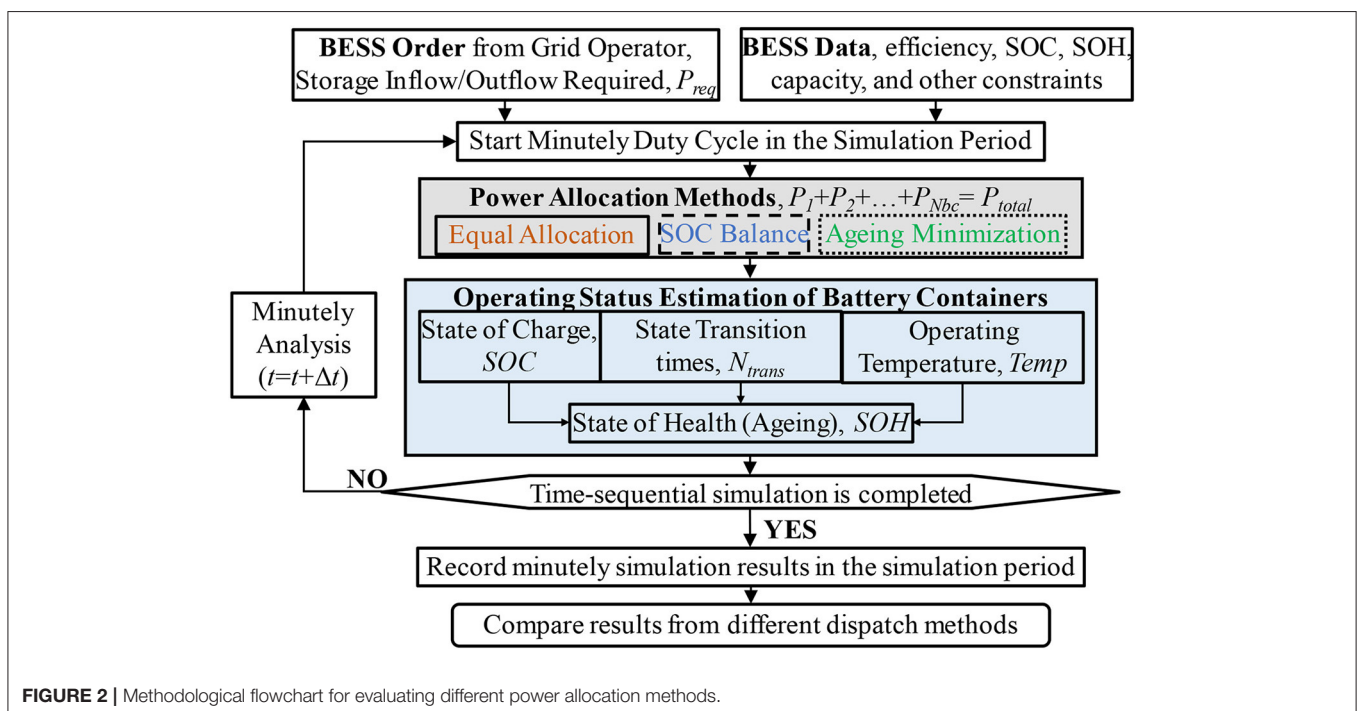 BESS Order from Grid Operator,
Storage Inflow/Outflow Required, Preq
BESS Data, efficiency, SOC, SOH,
capacity, and other constraints
Start Minutely Duty Cycle in the Simulation Period
Power Allocation Methods, P1+P2+...+PNbc= Ptotal
Equal Allocation
SOC Balance
Ageing Minimization
Operating Status Estimation of Battery Containers
State of Charge,
SOC
State Transition
times, Ntrans
Operating
Temperature, Temp
State of Health (Ageing), SOH
Minutely
Analysis
(t=t+Δt)
NO
Time-sequential simulation is completed
YES
Record minutely simulation results in the simulation period
Compare results from different dispatch methods
FIGURE 2 | Methodological flowchart for evaluating different power allocation methods.